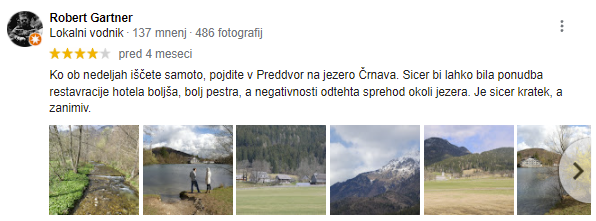 Robert Gartner
Lokalni vodnik · 137 mnenj · 486 fotografij
pred 4 meseci
Ko ob nedeljah iščete samoto, pojdite v Preddvor na jezero Črnava. Sicer bi lahko bila ponudba
restavracije hotela boljša, bolj pestra, a negativnosti odtehta sprehod okoli jezera. Je sicer kratek, a
zanimiv.